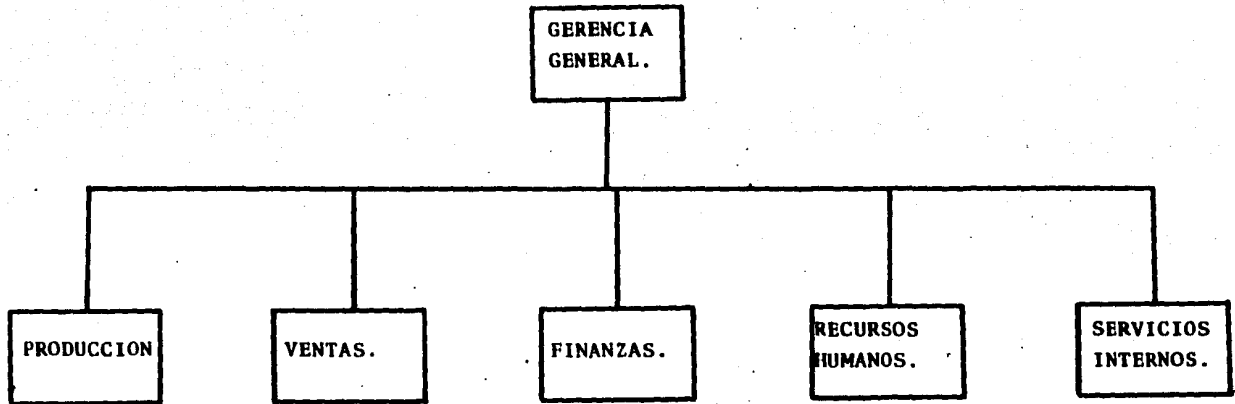 GERENCIA
GENERAL.
PRODUCCION
VENTAS.
FINANZAS.
RECURSOS
HUMANOS.
SERVICIOS
INTERNOS.